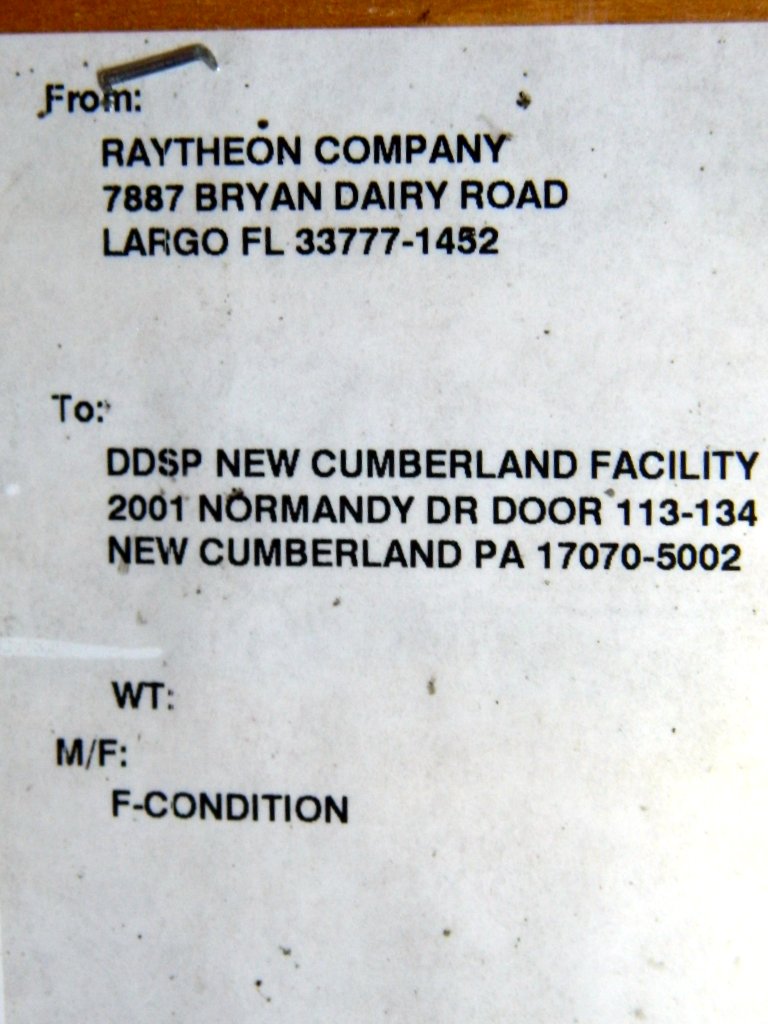 From:
RAYTHEON COMPANY
7887 BRYAN DAIRY ROAD
LARGO FL 33777-1452
To:
DDSP NEW CUMBERLAND FACILITY
2001 NORMANDY DR DOOR 113-134
NEW CUMBERLAND PA 17070-5002
WT:
M/F:
F-CONDITION